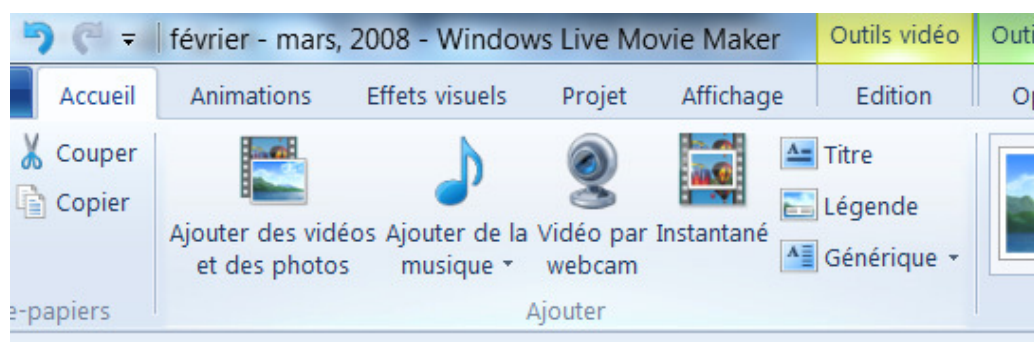 février - mars, 2008 - Windows Live Movie Maker
Outils vidéo
Accueil
Animations
Effets visuels
Projet
Affichage
Edition
Couper
Copier
Ajouter des vidéos
et des photos
Ajouter de la
musique
Vidéo par
webcam
Instantané
Titre
Légende
Générique
Ajouter
e-papiers